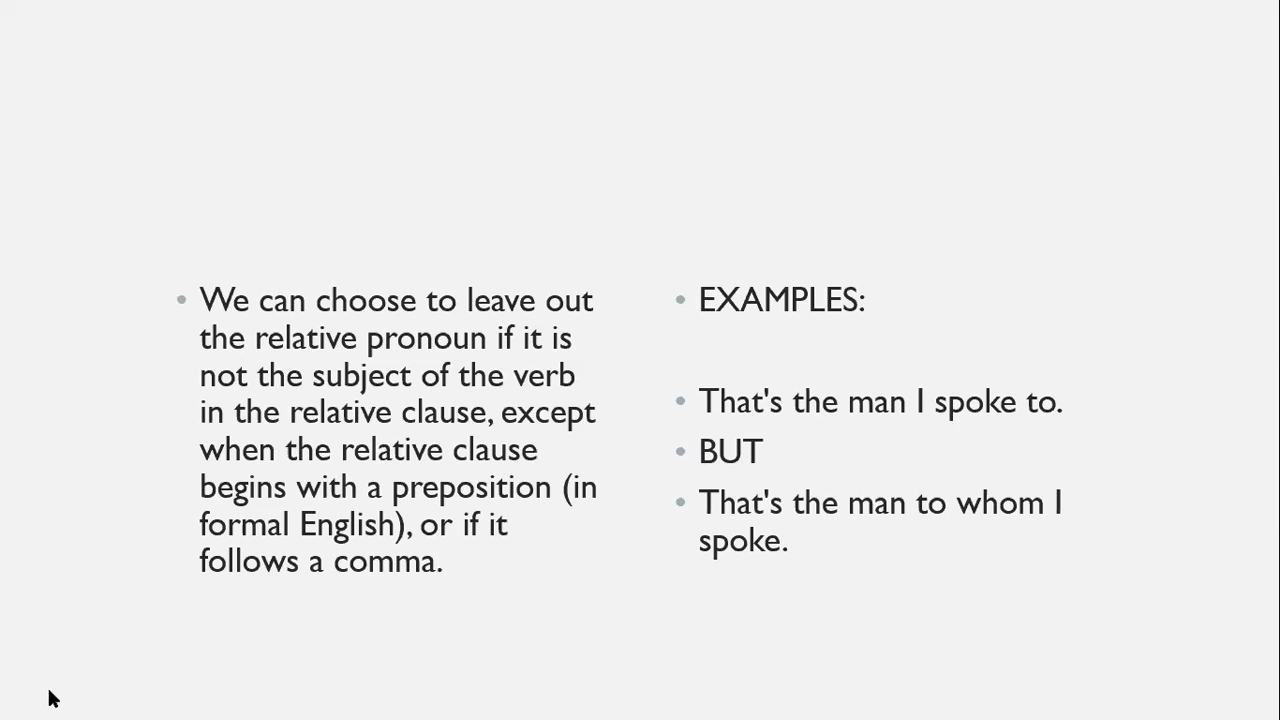 We can choose to leave out
the relative pronoun if it is
not the subject of the verb
in the relative clause, except
when the relative clause
begins with a preposition (in
formal English), or if it
follows a comma.
EXAMPLES:
That's the man I spoke to.
BUT
That's the man to whom I
spoke.